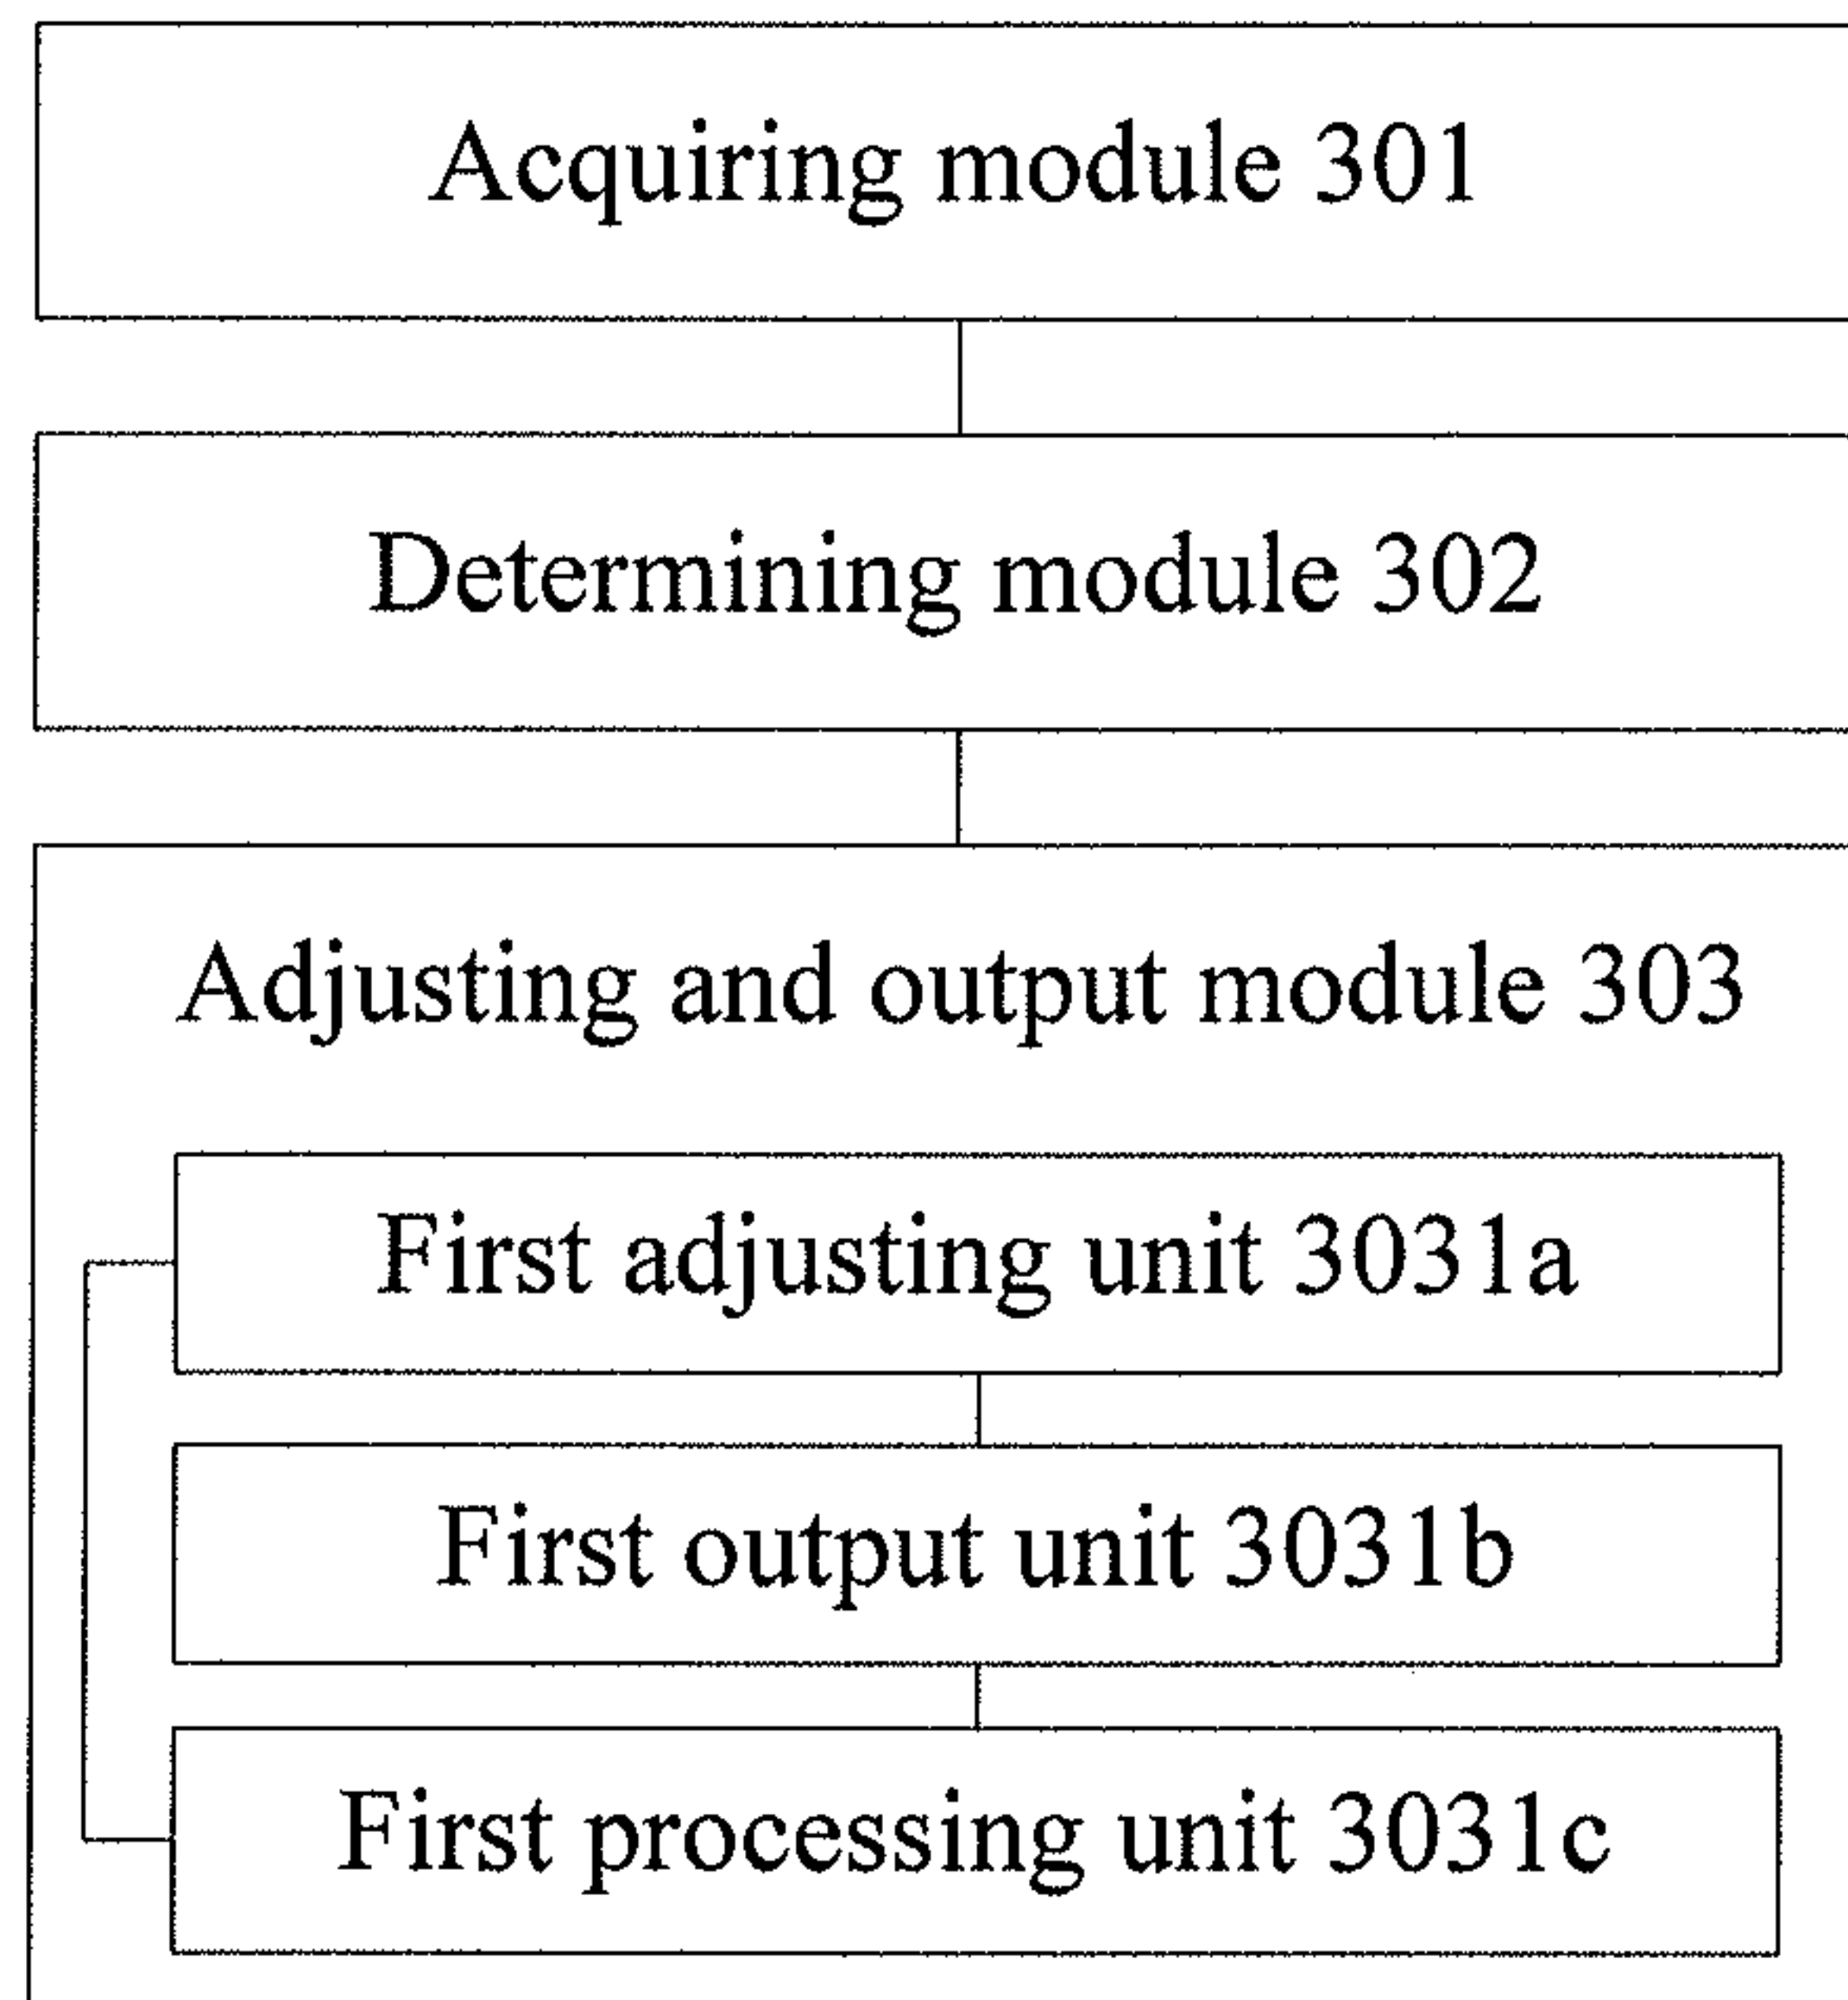 Acquiring module 301
Determining module 302
Adjusting and output module 303
First adjusting unit 3031a
First output unit 3031b
First processing unit 3031c